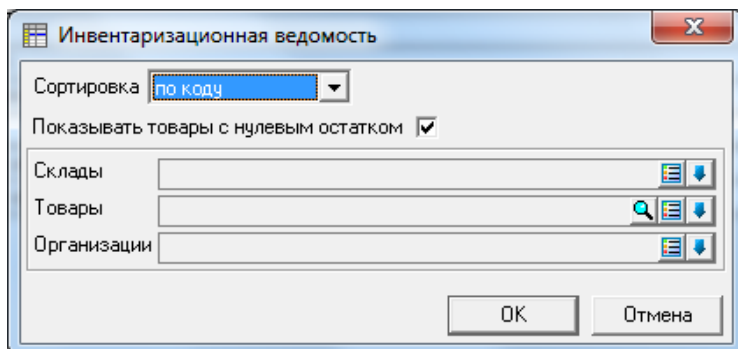 Инвентаризационная ведомость
Сортировка по коду
Показывать товары с нулевым остатком
Склады
Товары
Организации
OK Отмена